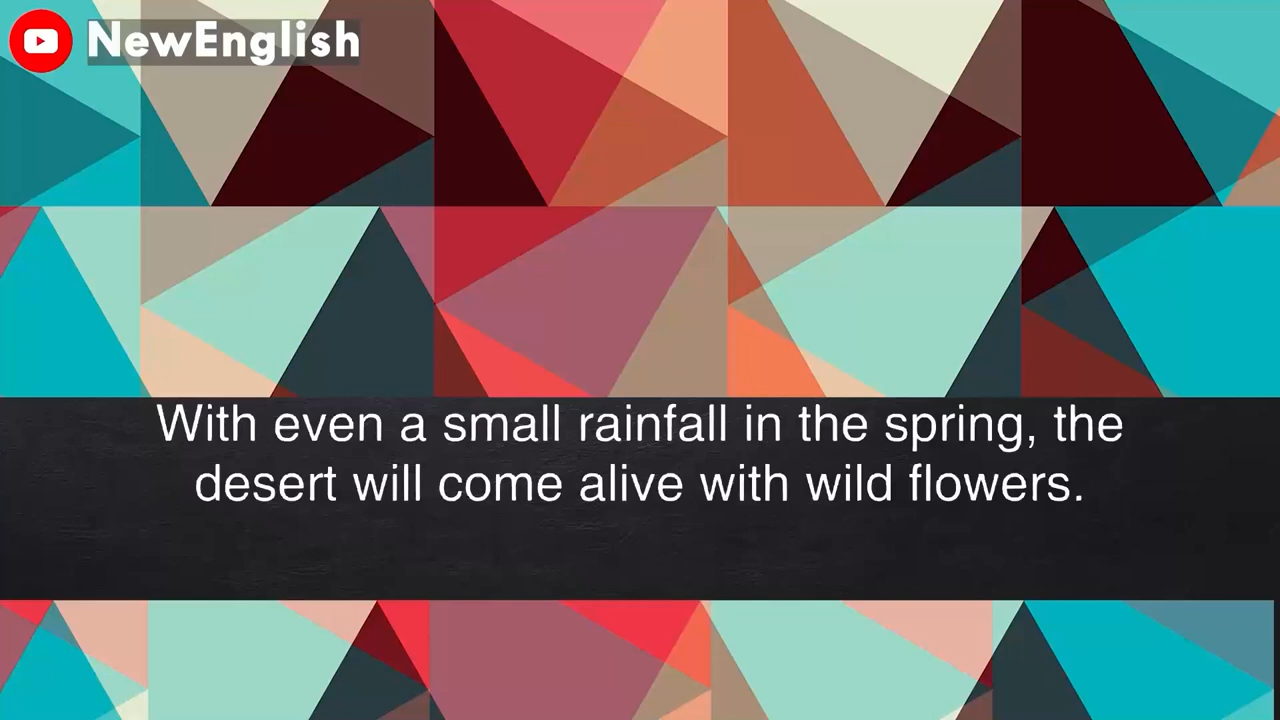 NewEnglish
With even a small rainfall in the spring, the
desert will come alive with wild flowers.